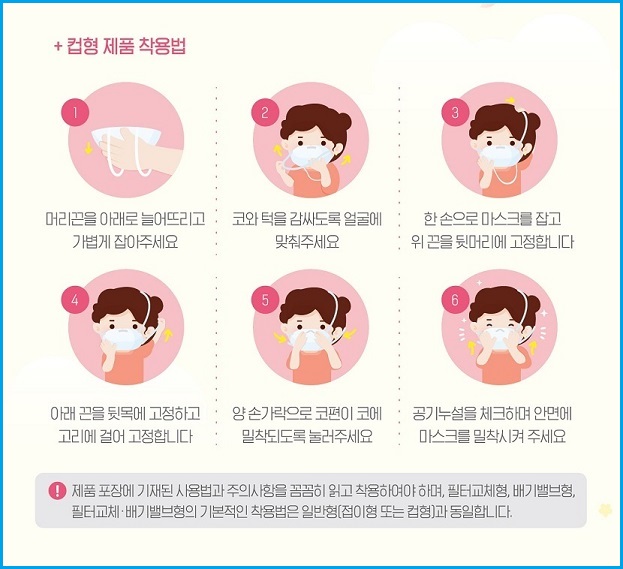 + 컵형 제품 착용법
1
2
3
머리끈을 아래로 늘어뜨리고
가볍게 잡아주세요
코와 턱을 감싸도록 얼굴에
맞춰주세요
한 손으로 마스크를 잡고
위 끈을 뒷머리에 고정합니다
4
5
6
아래 끈을 뒷목에 고정하고
고리에 걸어 고정합니다
양 손가락으로 코편이 코에
밀착되도록 눌러주세요
공기누설을 체크하며 안면에
마스크를 밀착시켜 주세요
! 제품 포장에 기재된 사용법과 주의사항을 꼼꼼히 읽고 착용하여야 하며, 필터교체형, 배기밸브형,
필터교체·배기밸브형의 기본적인 착용법은 일반형(접이형 또는 컵형)과 동일합니다.